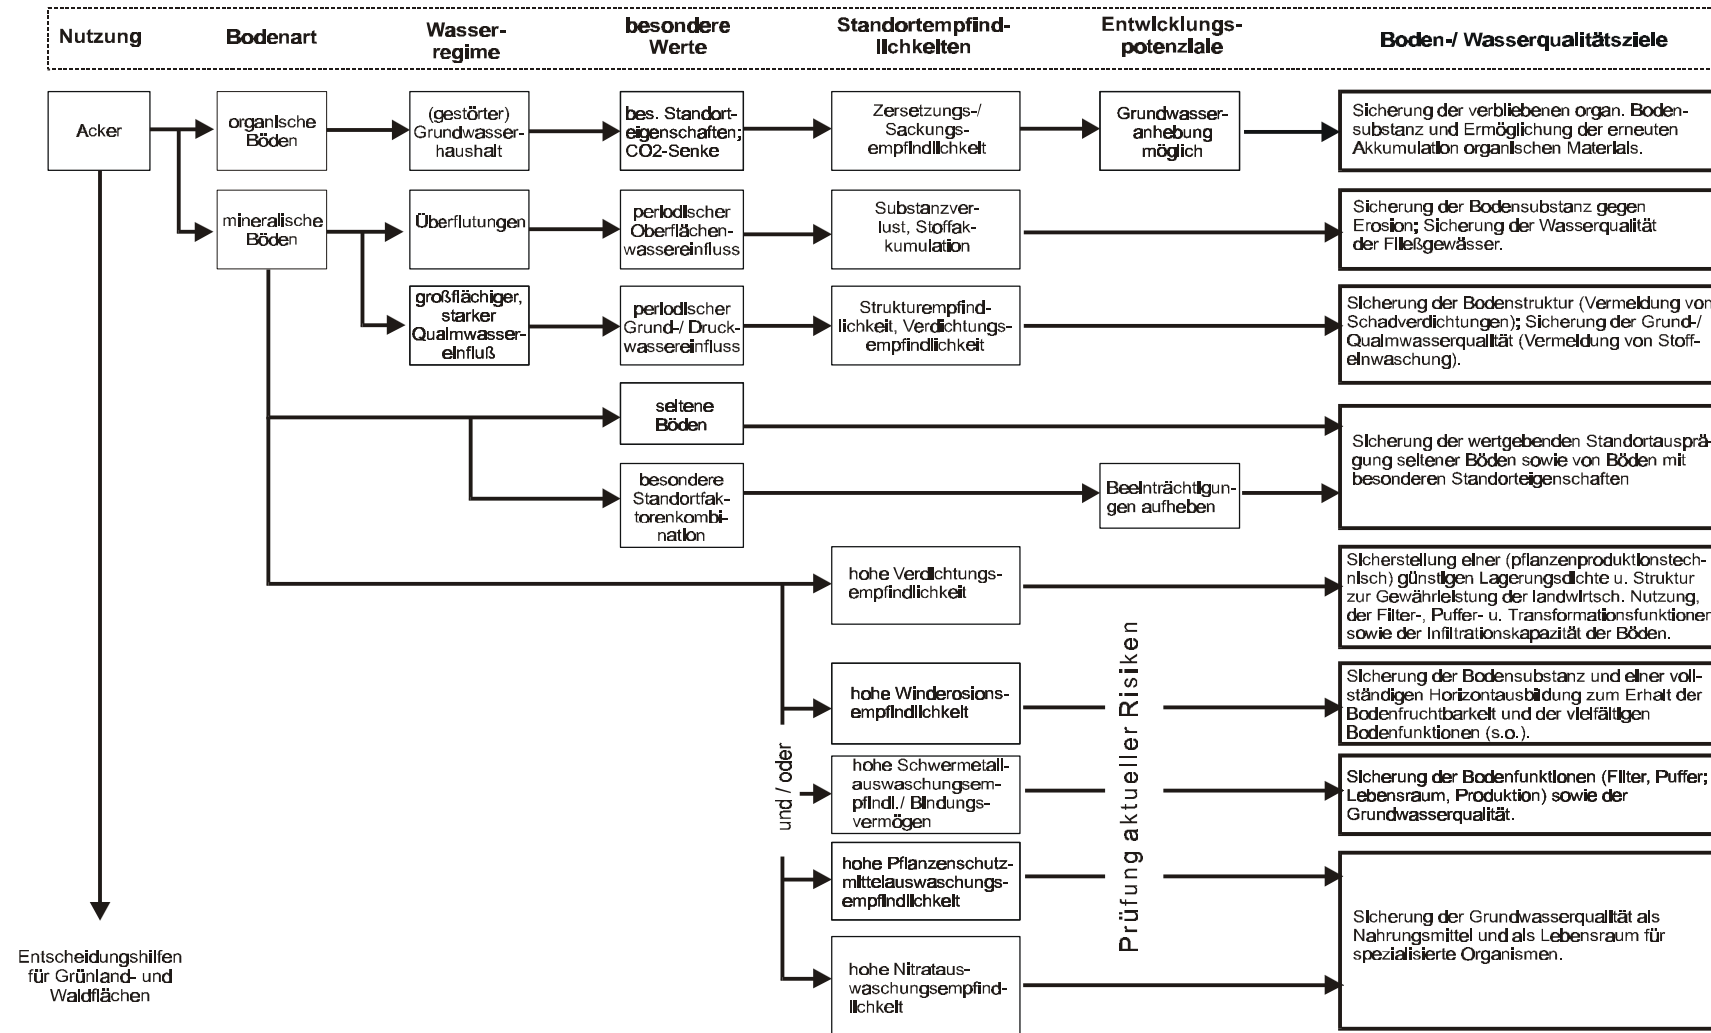 Nutzung
Bodenart
Wasser-
regime
besondere
Werte
Standortempfind-
lichkeiten
Entwicklungs-
potenziale
Boden-/ Wasserqualitätsziele
Acker
organische
Böden
(gestörter)
Grundwasser-
haushalt
bes. Standort-
eigenschaften;
CO2-Senke
Zersetzungs-/
Sackungs-
empfindlichkeit
Grundwasser-
anhebung
möglich
Sicherung der verbliebenen organ. Boden-
substanz und Ermöglichung der erneuten
Akkumulation organischen Materials.
mineralische
Böden
Überflutungen
periodischer
Oberflächen-
wassereinfluss
Substanzver-
lust, Stoffak-
kumulation
Sicherung der Bodensubstanz gegen
Erosion; Sicherung der Wasserqualität
der Fließgewässer.
großflächiger,
starker
Qualmwasser-
einfluß
periodischer
Grund-/ Druck-
wassereinfluss
Strukturempfind-
lichkeit, Verdichtungs-
empfindlichkeit
Sicherung der Bodenstruktur (Vermeidung von
Schadverdichtungen); Sicherung der Grund-/
Qualmwasserqualität (Vermeidung von Stoff-
einwaschung).
seltene
Böden
besondere
Standortfak-
torenkombi-
nation
Beeinträchtigun-
gen aufheben
Sicherung der wertgebenden Standortausprä-
gung seltener Böden sowie von Böden mit
besonderen Standorteigenschaften
hohe Verdichtungs-
empfindlichkeit
Sicherstellung einer (pflanzenproduktionstech-
nisch) günstigen Lagerungsdichte u. Struktur
zur Gewährleistung der landwirtsch. Nutzung,
der Filter-, Puffer- u. Transformationsfunktionen
sowie der Infiltrationskapazität der Böden.
hohe Winderosions-
empfindlichkeit
Sicherung der Bodensubstanz und einer voll-
ständigen Horizontausbildung zum Erhalt der
Bodenfruchtbarkeit und der vielfältigen
Bodenfunktionen (s.o.).
und / oder
hohe Schwermetall-
auswaschungsem-
pfindl./ Bindungs-
vermögen
Sicherung der Bodenfunktionen (Filter, Puffer;
Lebensraum, Produktion) sowie der
Grundwasserqualität.
Prüfung aktueller Risiken
hohe Pflanzenschutz-
mittelauswaschungs-
empfindlichkeit
hohe Nitrataus-
waschungsempfind-
lichkeit
Sicherung der Grundwasserqualität als
Nahrungsmittel und als Lebensraum für
spezialisierte Organismen.
Entscheidungshilfen
für Grünland- und
Waldflächen